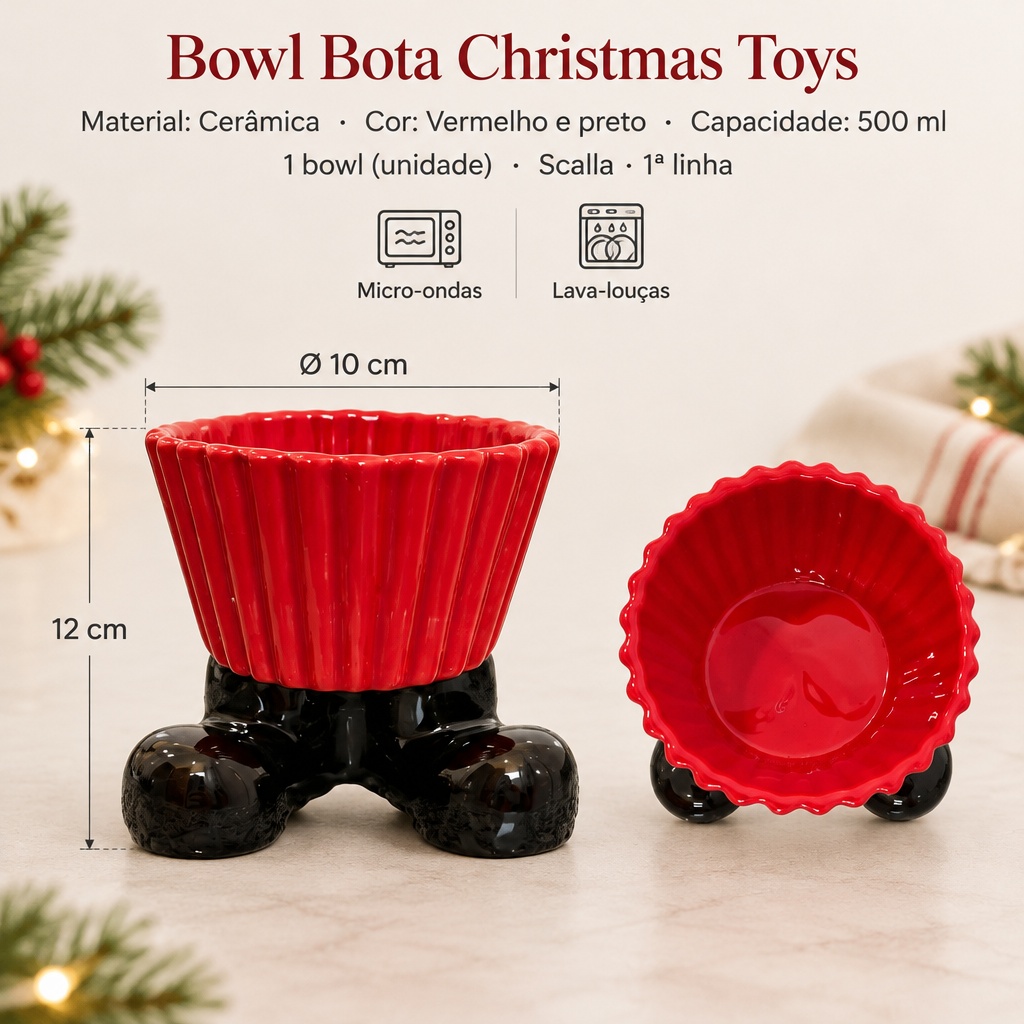 Bowl Bota Christmas Toys
Material: Cerâmica · Cor: Vermelho e preto · Capacidade: 500 ml
1 bowl (unidade) · Scalla · 1ª linha
Micro-ondas
Lava-louças
Ø 10 cm
12 cm